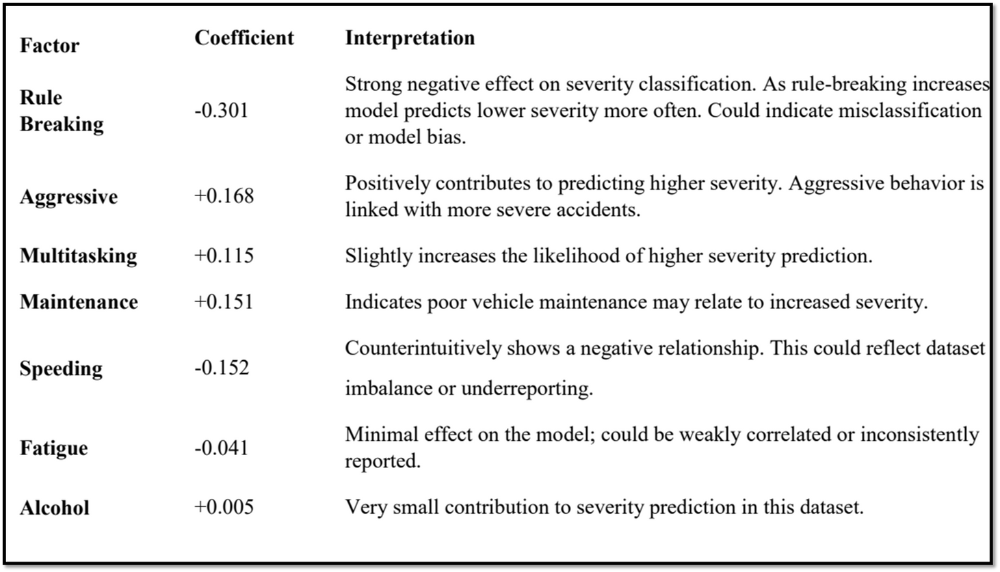 Factor Coefficient Interpretation
Rule Breaking -0.301 Strong negative effect on severity classification. As rule-breaking increases
model predicts lower severity more often. Could indicate misclassification
or model bias.
Aggressive +0.168 Positively contributes to predicting higher severity. Aggressive behavior is
linked with more severe accidents.
Multitasking +0.115 Slightly increases the likelihood of higher severity prediction.
Maintenance +0.151 Indicates poor vehicle maintenance may relate to increased severity.
Speeding -0.152 Counterintuitively shows a negative relationship. This could reflect dataset
imbalance or underreporting.
Fatigue -0.041 Minimal effect on the model; could be weakly correlated or inconsistently
reported.
Alcohol +0.005 Very small contribution to severity prediction in this dataset.